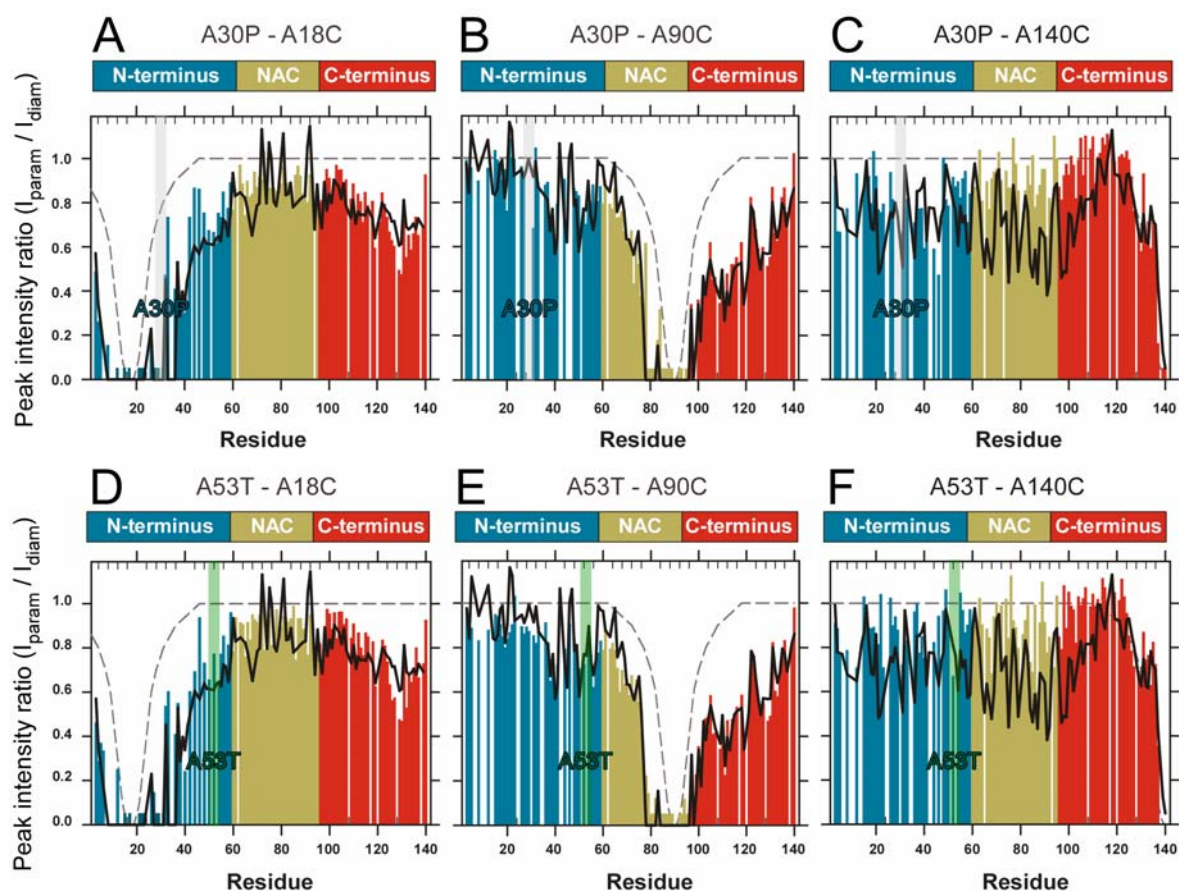 A
A30P - A18C
B
A30P - A90C
C
A30P - A140C
N-terminus NAC C-terminus
N-terminus NAC C-terminus
N-terminus NAC C-terminus
Peak intensity ratio (Iparam / Idiam)
1.0
0.8
0.6
0.4
0.2
0.0
A30P
A30P
A30P
20 40 60 80 100 120 140
20 40 60 80 100 120 140
20 40 60 80 100 120 140
Residue
Residue
Residue
D
A53T - A18C
E
A53T - A90C
F
A53T - A140C
N-terminus NAC C-terminus
N-terminus NAC C-terminus
N-terminus NAC C-terminus
Peak intensity ratio (Iparam / Idiam)
1.0
0.8
0.6
0.4
0.2
0.0
A53T
A53T
A53T
20 40 60 80 100 120 140
20 40 60 80 100 120 140
20 40 60 80 100 120 140
Residue
Residue
Residue